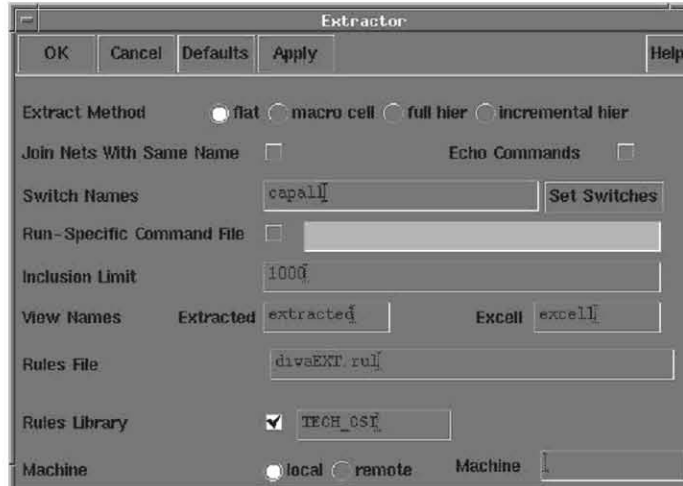 Extractor
OK Cancel Defaults Apply Help
Extract Method flat macro cell full hier incremental hier
Join Nets With Same Name Echo Commands
Switch Names capall Set Switches
Run-Specific Command File
Inclusion Limit 1000
View Names Extracted extracted Excell excell
Rules File divaEXT.rul
Rules Library TECH_CSI
Machine local remote Machine